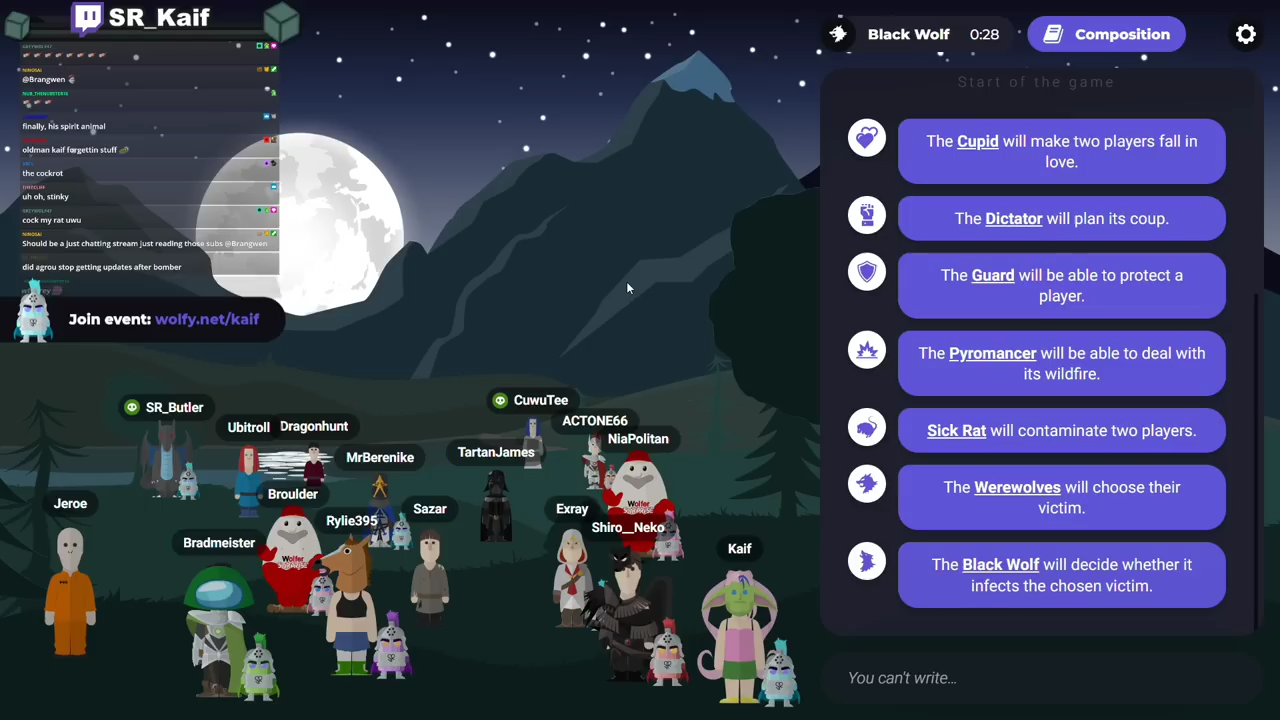 SR_Kaif
GREYWOLF47
NINOSAI
@Brangwen
NUB_THENUBSTER16
finally, his spirit animal
oldman kaif forgettin stuff
the cockrot
uh oh, stinky
GREYWOLF47
cock my rat uwu
NINOSAI
Should be a just chatting stream just reading those subs @Brangwen
did agrou stop getting updates after bomber
Join event: wolfy.net/kaif
SR_Butler
CuwuTee
Ubitroll
Dragonhunt
ACTONE66
NiaPolitan
MrBerenike
TartanJames
Jeroe
Broulder
Rylie395
Sazar
Exray
Shiro__Neko
Bradmeister
Kaif
Black Wolf 0:28
Composition
Start of the game
The Cupid will make two players fall in
love.
The Dictator will plan its coup.
The Guard will be able to protect a
player.
The Pyromancer will be able to deal with
its wildfire.
Sick Rat will contaminate two players.
The Werewolves will choose their
victim.
The Black Wolf will decide whether it
infects the chosen victim.
You can't write...